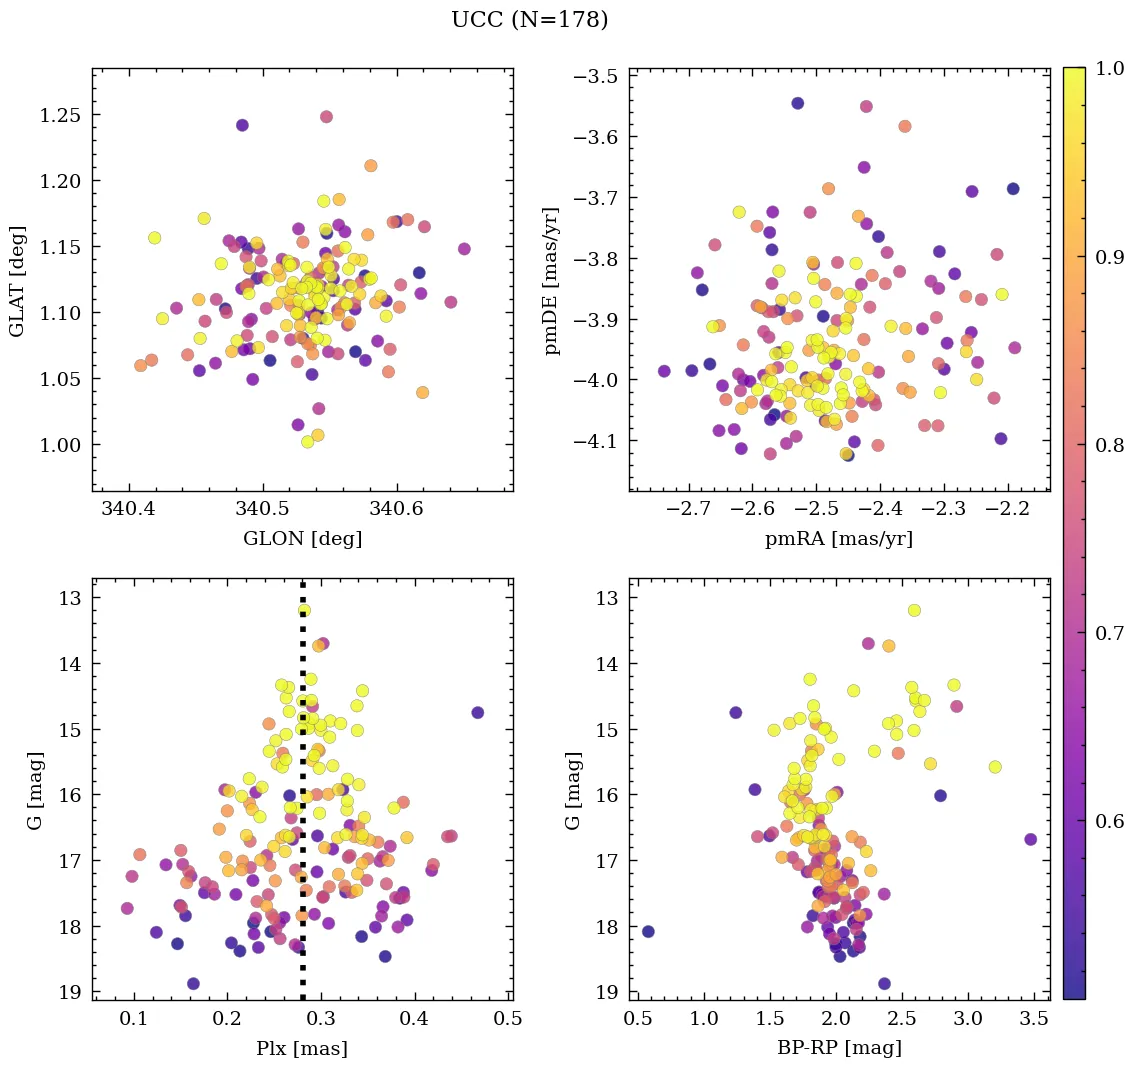 UCC (N=178)
1.25
1.20
1.15
1.10
1.05
1.00
GLAT [deg]
340.4 340.5 340.6
GLON [deg]
−3.5
−3.6
−3.7
−3.8
−3.9
−4.0
−4.1
pmDE [mas/yr]
−2.7 −2.6 −2.5 −2.4 −2.3 −2.2
pmRA [mas/yr]
1.0
0.9
0.8
0.7
0.6
13
14
15
16
17
18
19
G [mag]
0.1 0.2 0.3 0.4 0.5
Plx [mas]
13
14
15
16
17
18
19
G [mag]
0.5 1.0 1.5 2.0 2.5 3.0 3.5
BP-RP [mag]